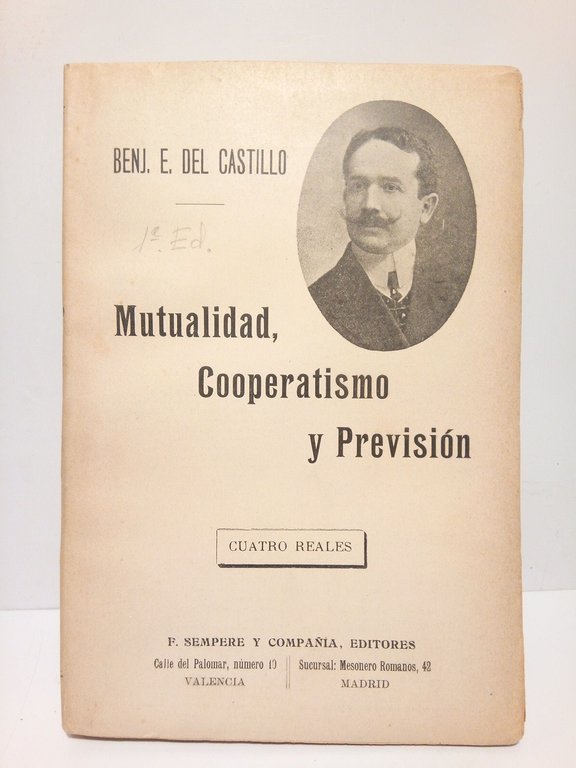 BENJ. E. DEL CASTILLO
1ª Ed.
Mutualidad,
Cooperatismo
y Previsión
CUATRO REALES
F. SEMPERE Y COMPAÑÍA, EDITORES
Calle del Palomar, número 10
VALENCIA
Sucursal: Mesonero Romanos, 42
MADRID